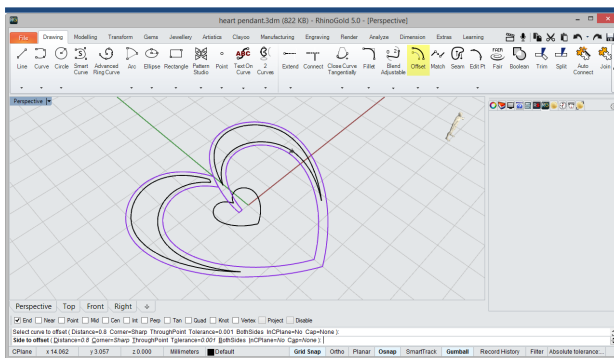 heart pendant.3dm (822 KB) - RhinoGold 5.0 - [Perspective]
File Drawing Modelling Transform Gems Jewellery Artistics Clayoo Manufacturing Engraving Render Analyze Dimension Extras Learning
Line Curve Circle Smart Curve Advanced Ring Curve Arc Ellipse Rectangle Pattern Studio Point Text On Curve 2 Curves Extend Connect Close Curve Tangentially Fillet Blend Adjustable Offset Match Seam Edit Pt Fair Boolean Trim Split Auto Connect Join
Perspective
Perspective Top Front Right
End Near Point Mid Cen Int Perp Tan Quad Knot Vertex Project Disable
Select curve to offset ( Distance=0.8 Corner=Sharp ThroughPoint Tolerance=0.001 BothSides InCPlane=No Cap=None ):
Side to offset ( Distance=0.8 Corner=Sharp ThroughPoint Tolerance=0.001 BothSides InCPlane=No Cap=None ):
CPlane x 14.062 y 3.057 z 0.000 Millimeters Default Grid Snap Ortho Planar Osnap SmartTrack Gumball Record History Filter Absolute tolerance...